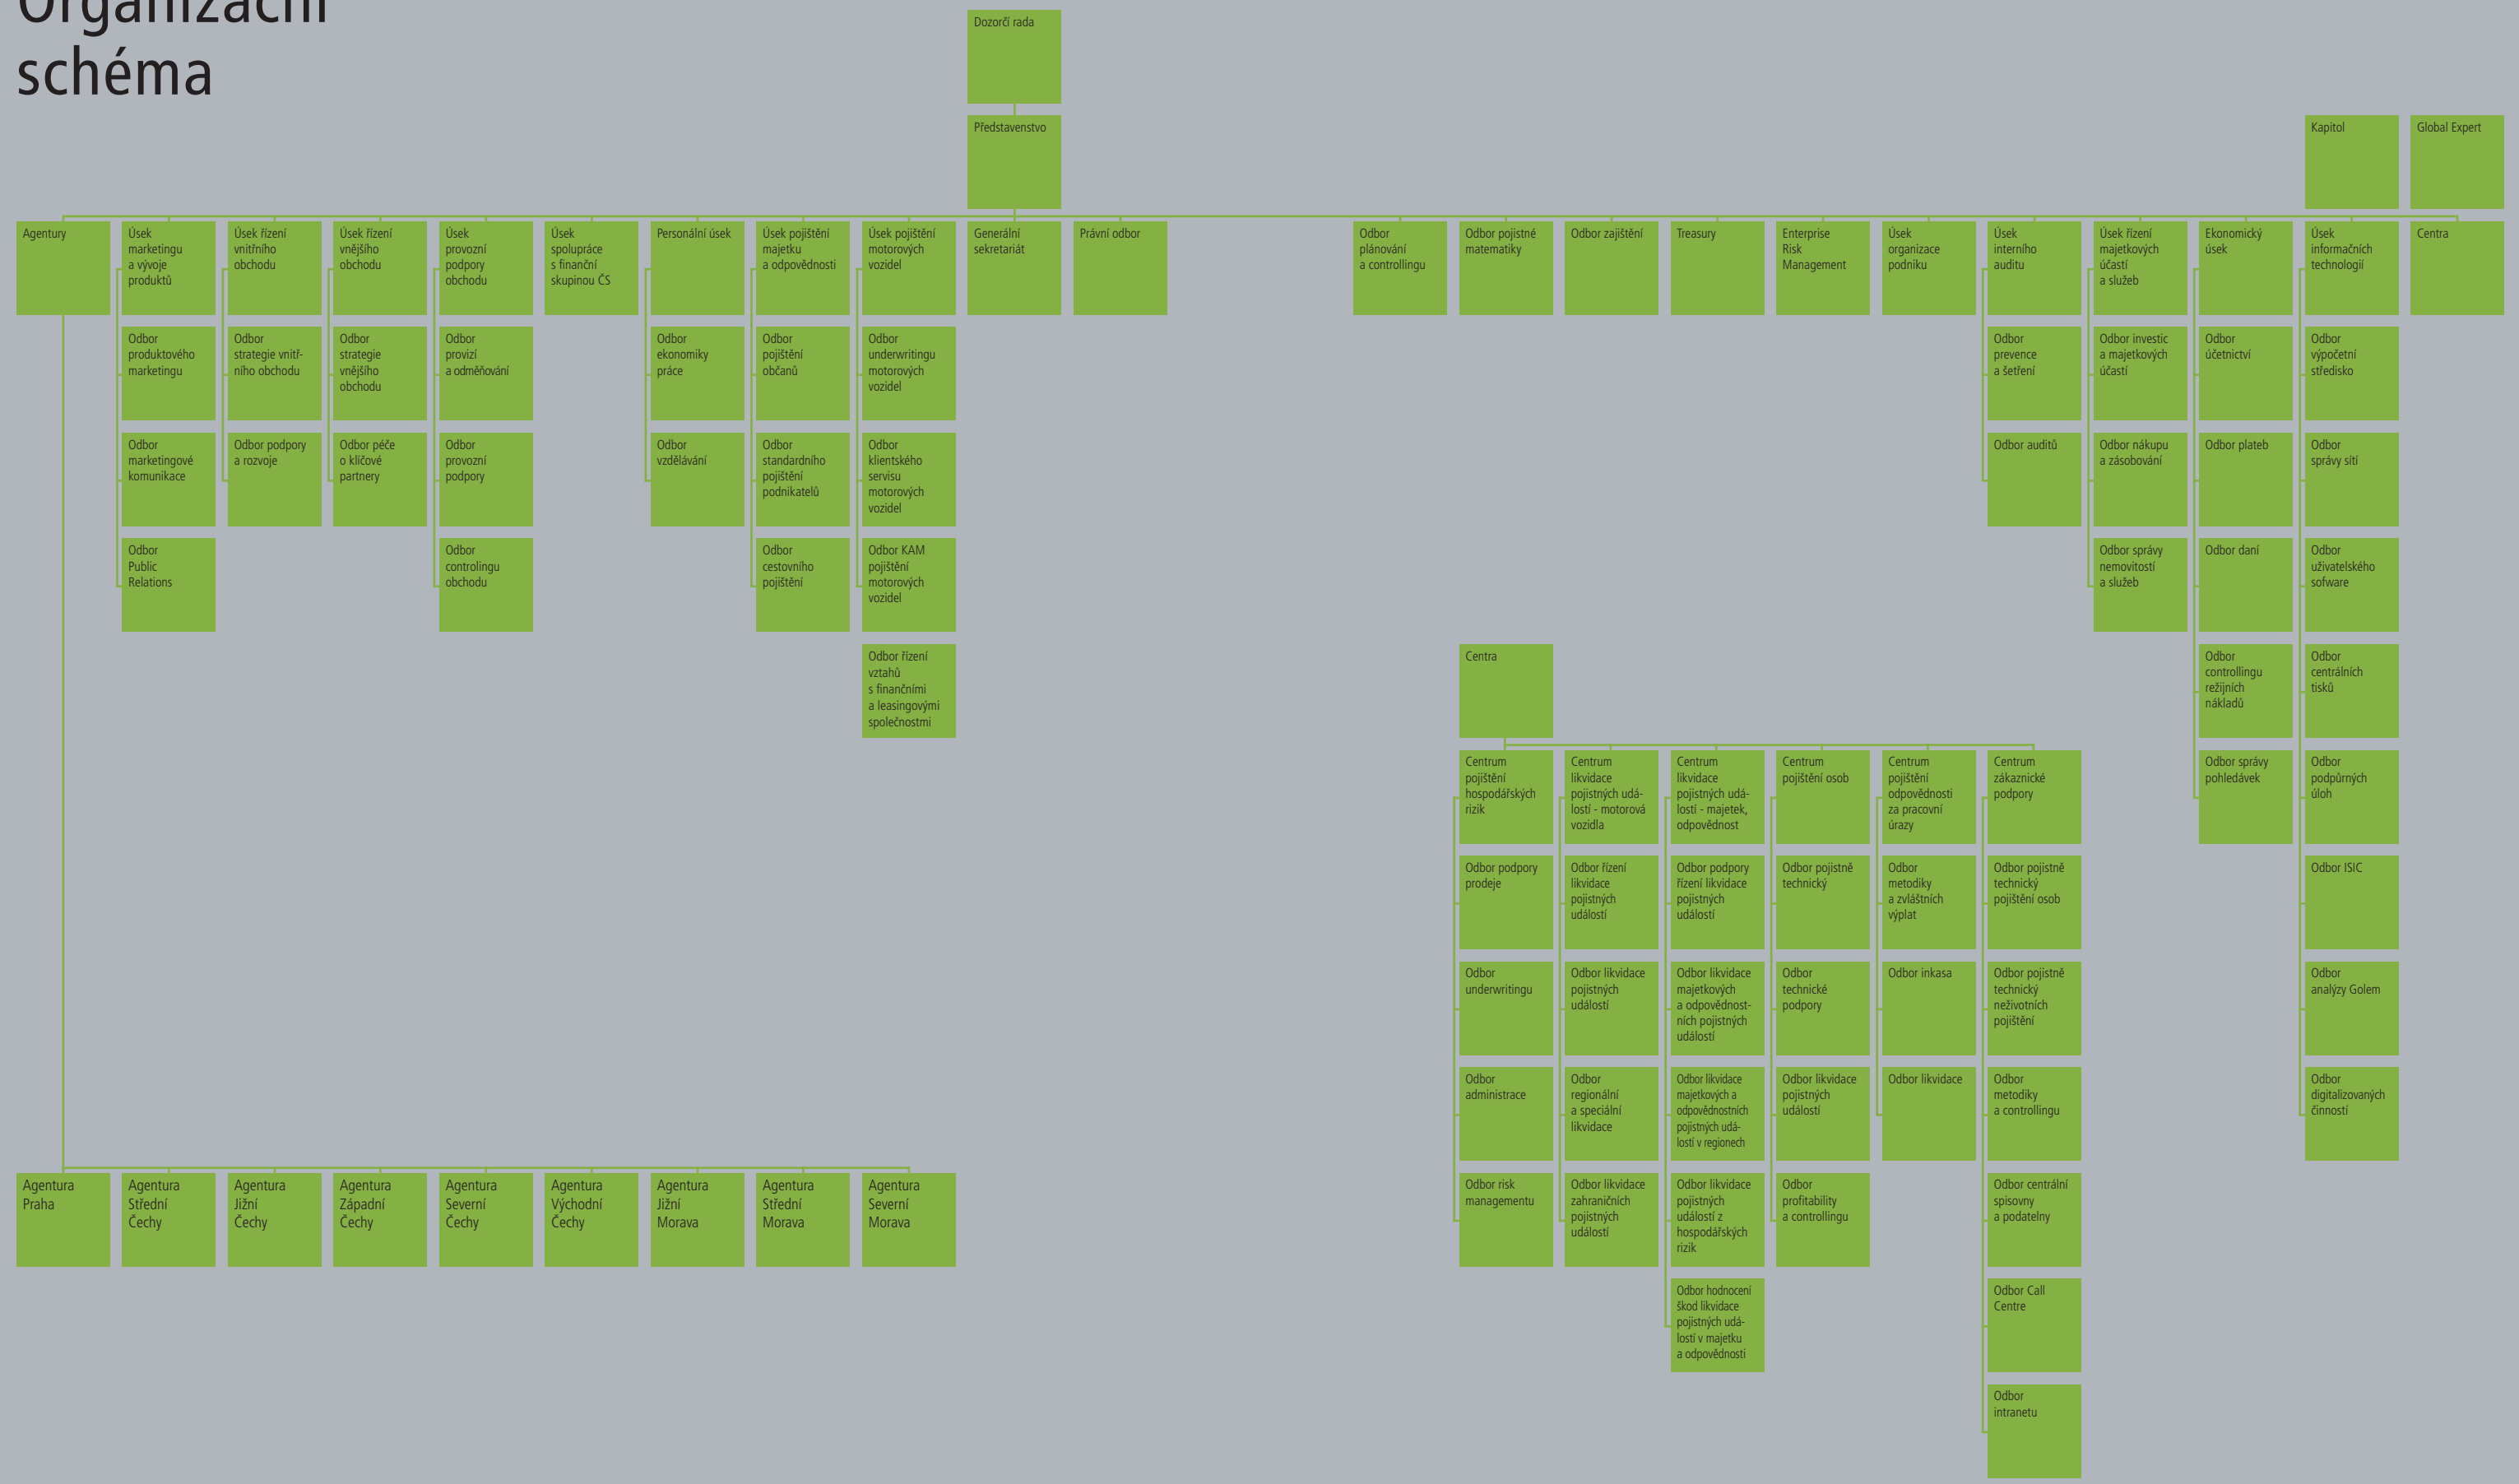 Organizační
schéma
Dozorčí rada
Představenstvo
Kapitol
Global Expert
Agentury
Úsek
marketingu
a vývoje
produktů
Úsek řízení
vnitřního
obchodu
Úsek řízení
vnějšího
obchodu
Úsek
provozní
podpory
obchodu
Úsek
spolupráce
s finanční
skupinou ČS
Personální úsek
Úsek pojištění
majetku
a odpovědnosti
Úsek pojištění
motorových
vozidel
Generální
sekretariát
Právní odbor
Odbor
plánování
a controllingu
Odbor pojistné
matematiky
Odbor zajištění
Treasury
Enterprise
Risk
Management
Úsek
organizace
podniku
Úsek
interního
auditu
Úsek řízení
majetkových
účastí
a služeb
Ekonomický
úsek
Úsek
informačních
technologií
Centra
Odbor
produktového
marketingu
Odbor
strategie vnitř-
ního obchodu
Odbor
strategie
vnějšího
obchodu
Odbor
provizí
a odměňování
Odbor
ekonomiky
práce
Odbor
pojištění
občanů
Odbor
underwritingu
motorových
vozidel
Odbor
prevence
a šetření
Odbor investic
a majetkových
účastí
Odbor
účetnictví
Odbor
výpočetní
středisko
Odbor
marketingové
komunikace
Odbor podpory
a rozvoje
Odbor péče
o klíčové
partnery
Odbor
provozní
podpory
Odbor
vzdělávání
Odbor
standardního
pojištění
podnikatelů
Odbor
klientského
servisu
motorových
vozidel
Odbor auditů
Odbor nákupu
a zásobování
Odbor plateb
Odbor
správy sítí
Odbor
Public
Relations
Odbor
controlingu
obchodu
Odbor
cestovního
pojištění
Odbor KAM
pojištění
motorových
vozidel
Odbor správy
nemovitostí
a služeb
Odbor daní
Odbor
uživatelského
sofware
Odbor řízení
vztahů
s finančními
a leasingovými
společnostmi
Centra
Odbor
controllingu
režijních
nákladů
Odbor
centrálních
tisků
Centrum
pojištění
hospodářských
rizik
Centrum
likvidace
pojistných udá-
lostí - motorová
vozidla
Centrum
likvidace
pojistných udá-
lostí - majetek,
odpovědnost
Centrum
pojištění osob
Centrum
pojištění
odpovědnosti
za pracovní
úrazy
Centrum
zákaznické
podpory
Odbor správy
pohledávek
Odbor
podpůrných
úloh
Odbor podpory
prodeje
Odbor řízení
likvidace
pojistných
událostí
Odbor podpory
řízení likvidace
pojistných
událostí
Odbor pojistně
technický
Odbor
metodiky
a zvláštních
výplat
Odbor pojistně
technický
pojištění osob
Odbor ISIC
Odbor
underwritingu
Odbor likvidace
pojistných
událostí
Odbor likvidace
majetkových
a odpovědnost-
ních pojistných
událostí
Odbor
technické
podpory
Odbor inkasa
Odbor pojistně
technický
neživotních
pojištění
Odbor
analýzy Golem
Odbor
administrace
Odbor
regionální
a speciální
likvidace
Odbor likvidace
majetkových a
odpovědnostních
pojistných udá-
lostí v regionech
Odbor likvidace
pojistných
událostí
Odbor likvidace
Odbor
metodiky
a controllingu
Odbor
digitalizovaných
činností
Agentura
Praha
Agentura
Střední
Čechy
Agentura
Jižní
Čechy
Agentura
Západní
Čechy
Agentura
Severní
Čechy
Agentura
Východní
Čechy
Agentura
Jižní
Morava
Agentura
Střední
Morava
Agentura
Severní
Morava
Odbor risk
managementu
Odbor likvidace
zahraničních
pojistných
událostí
Odbor likvidace
pojistných
událostí z
hospodářských
rizik
Odbor
profitability
a controllingu
Odbor centrální
spisovny
a podatelny
Odbor hodnocení
škod likvidace
pojistných udá-
lostí v majetku
a odpovědnosti
Odbor Call
Centre
Odbor
intranetu